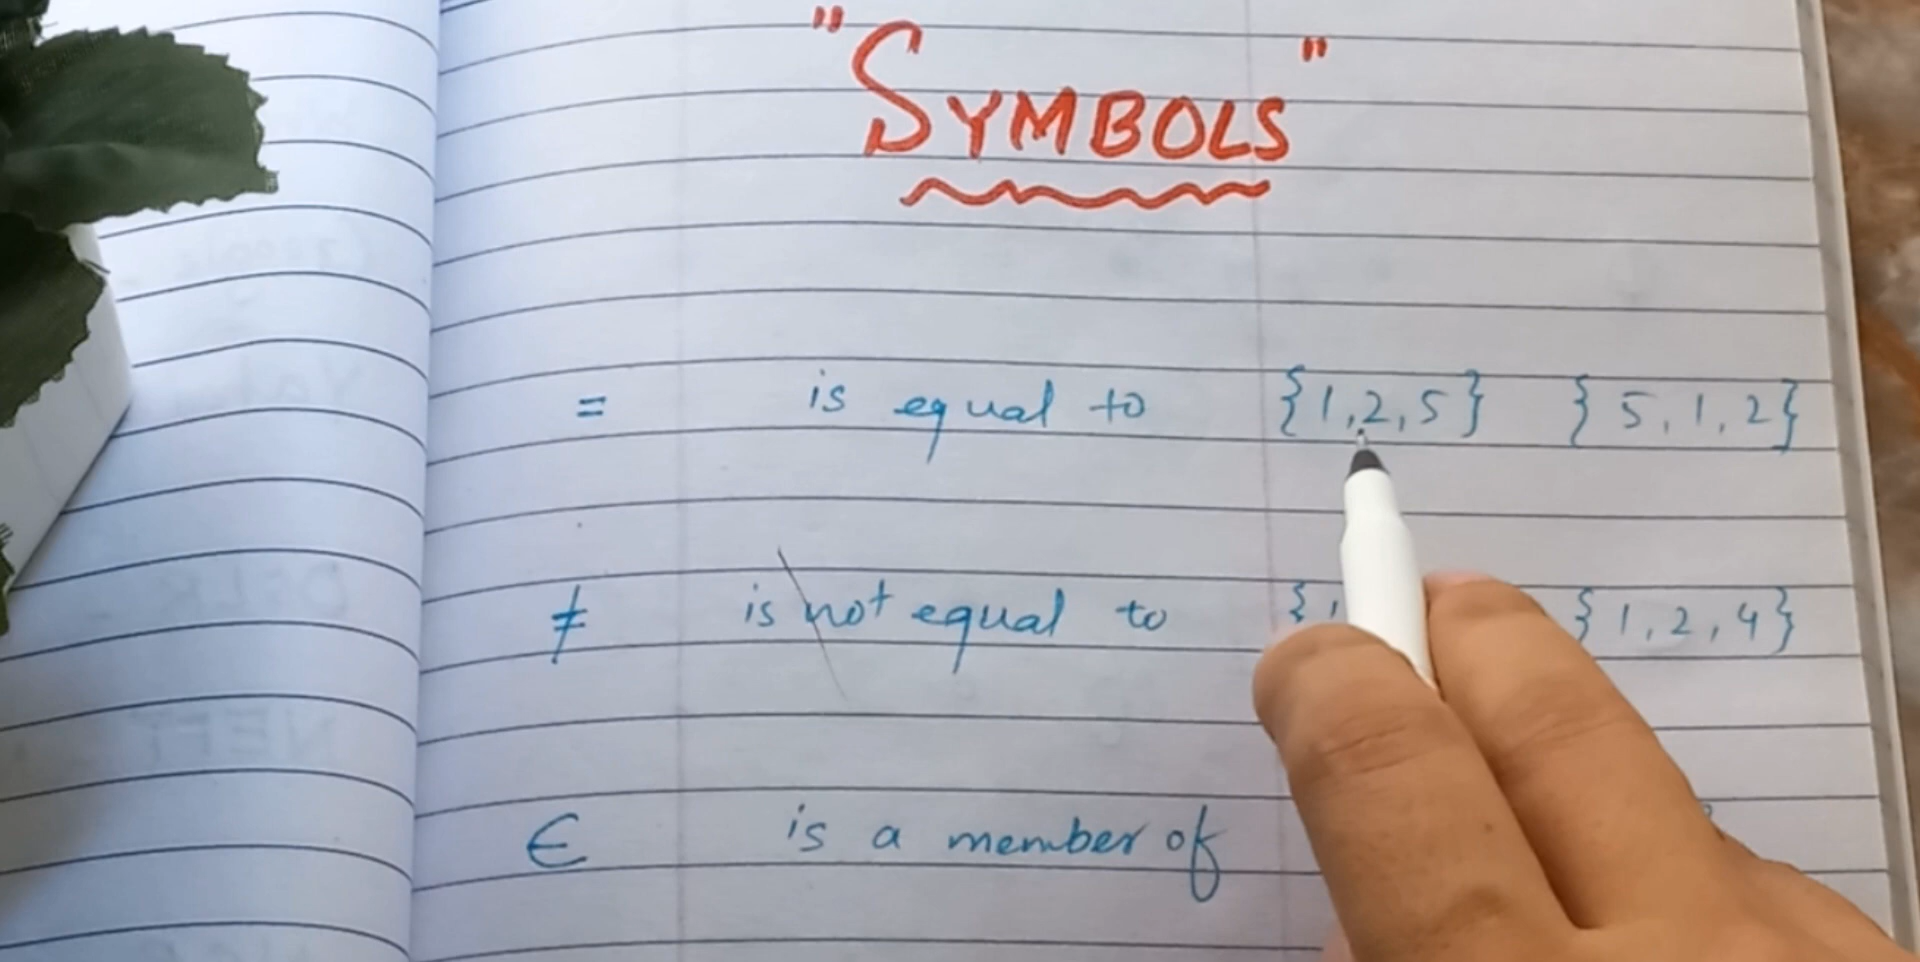 "SYMBOLS"
= is equal to {1,2,5} } 5,1,2}
≠ is not equal to {1 } 1,2,4}
∈ is a member of